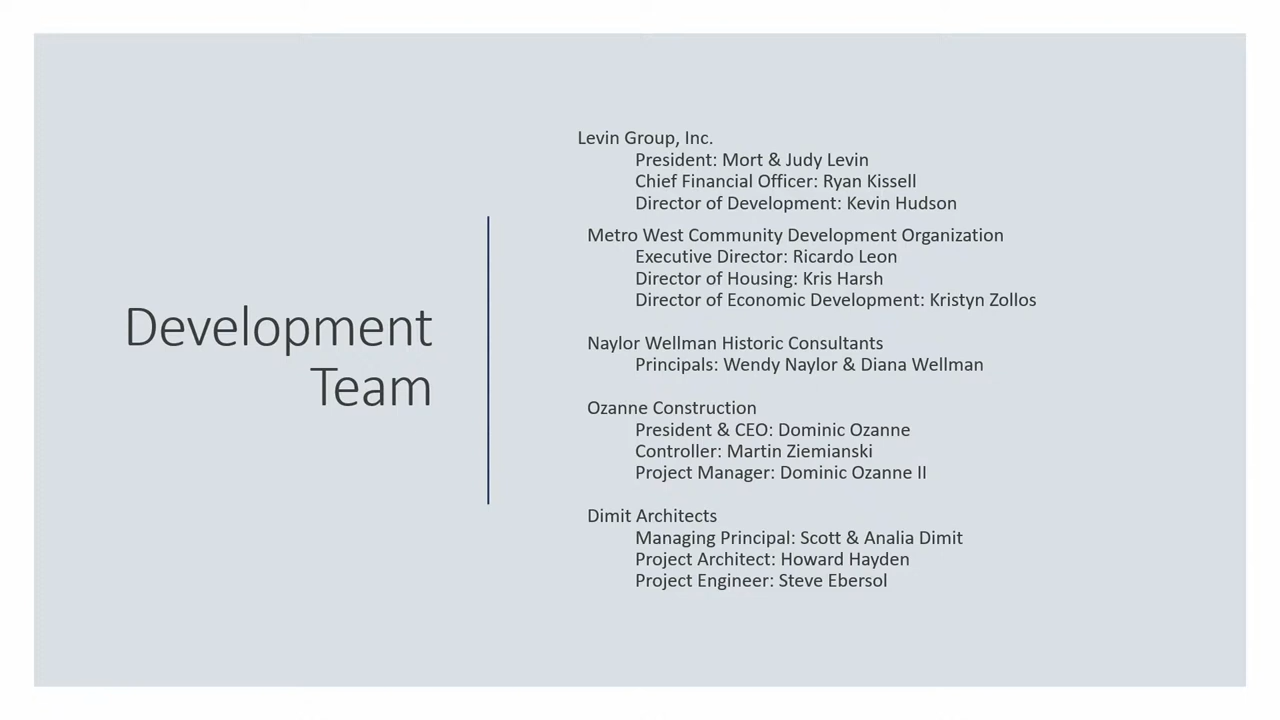 Development
Team
Levin Group, Inc.
President: Mort & Judy Levin
Chief Financial Officer: Ryan Kissell
Director of Development: Kevin Hudson
Metro West Community Development Organization
Executive Director: Ricardo Leon
Director of Housing: Kris Harsh
Director of Economic Development: Kristyn Zollos
Naylor Wellman Historic Consultants
Principals: Wendy Naylor & Diana Wellman
Ozanne Construction
President & CEO: Dominic Ozanne
Controller: Martin Ziemianski
Project Manager: Dominic Ozanne II
Dimit Architects
Managing Principal: Scott & Analia Dimit
Project Architect: Howard Hayden
Project Engineer: Steve Ebersol